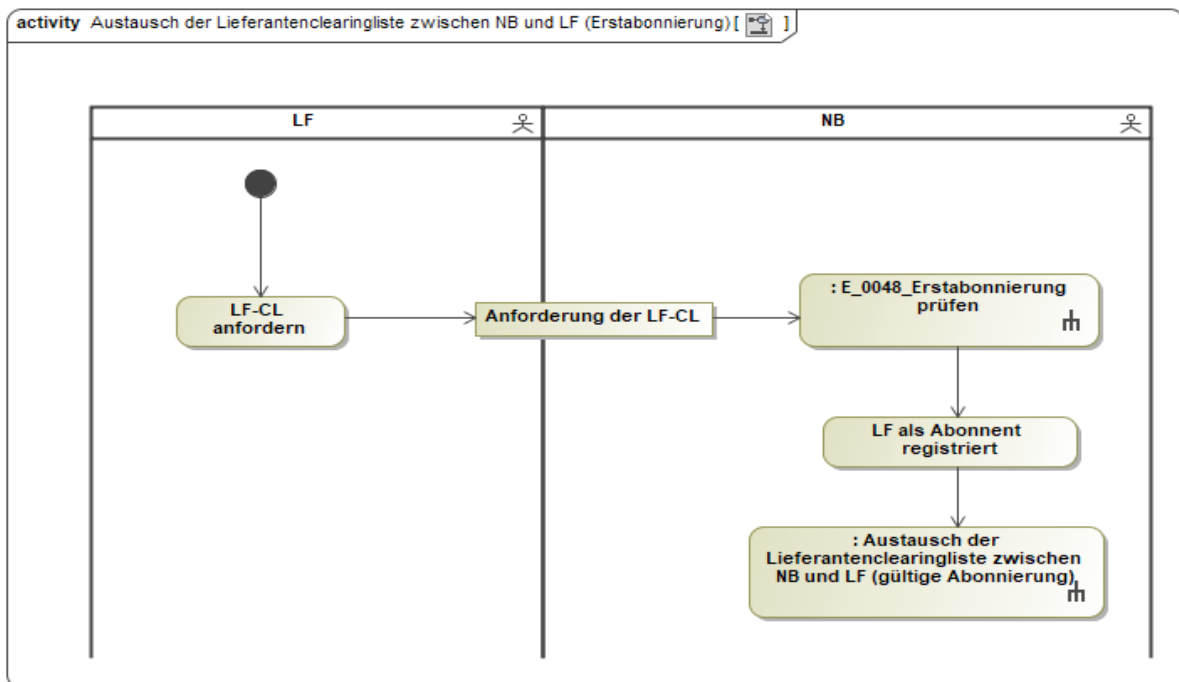 activity Austausch der Lieferantenclearingliste zwischen NB und LF (Erstabonnierung) [ ]
LF
NB
LF-CL
anfordern
Anforderung der LF-CL
: E_0048_Erstabonnierung
prüfen
LF als Abonnent
registriert
: Austausch der
Lieferantenclearingliste zwischen
NB und LF (gültige Abonnierung)